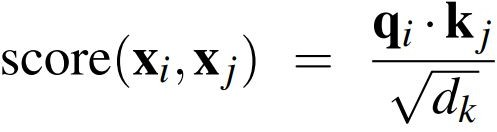 score(𝐱ᵢ, 𝐱ⱼ) = 𝐪ᵢ · 𝐤ⱼ / √dₖ